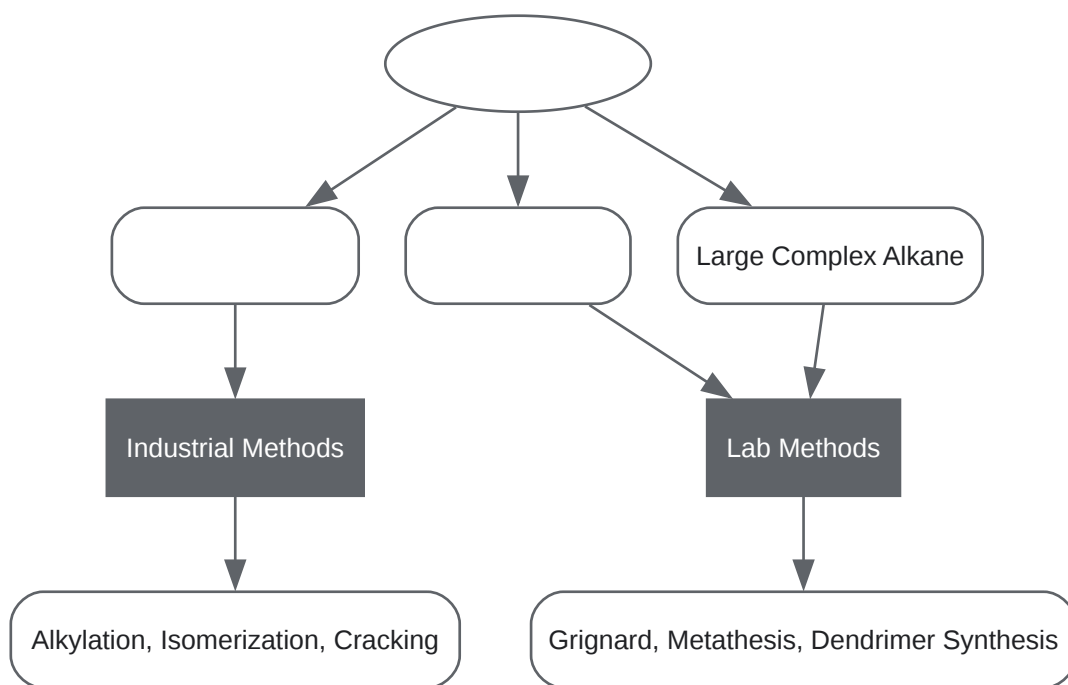 Large Complex Alkane
Industrial Methods
Lab Methods
Alkylation, Isomerization, Cracking
Grignard, Metathesis, Dendrimer Synthesis